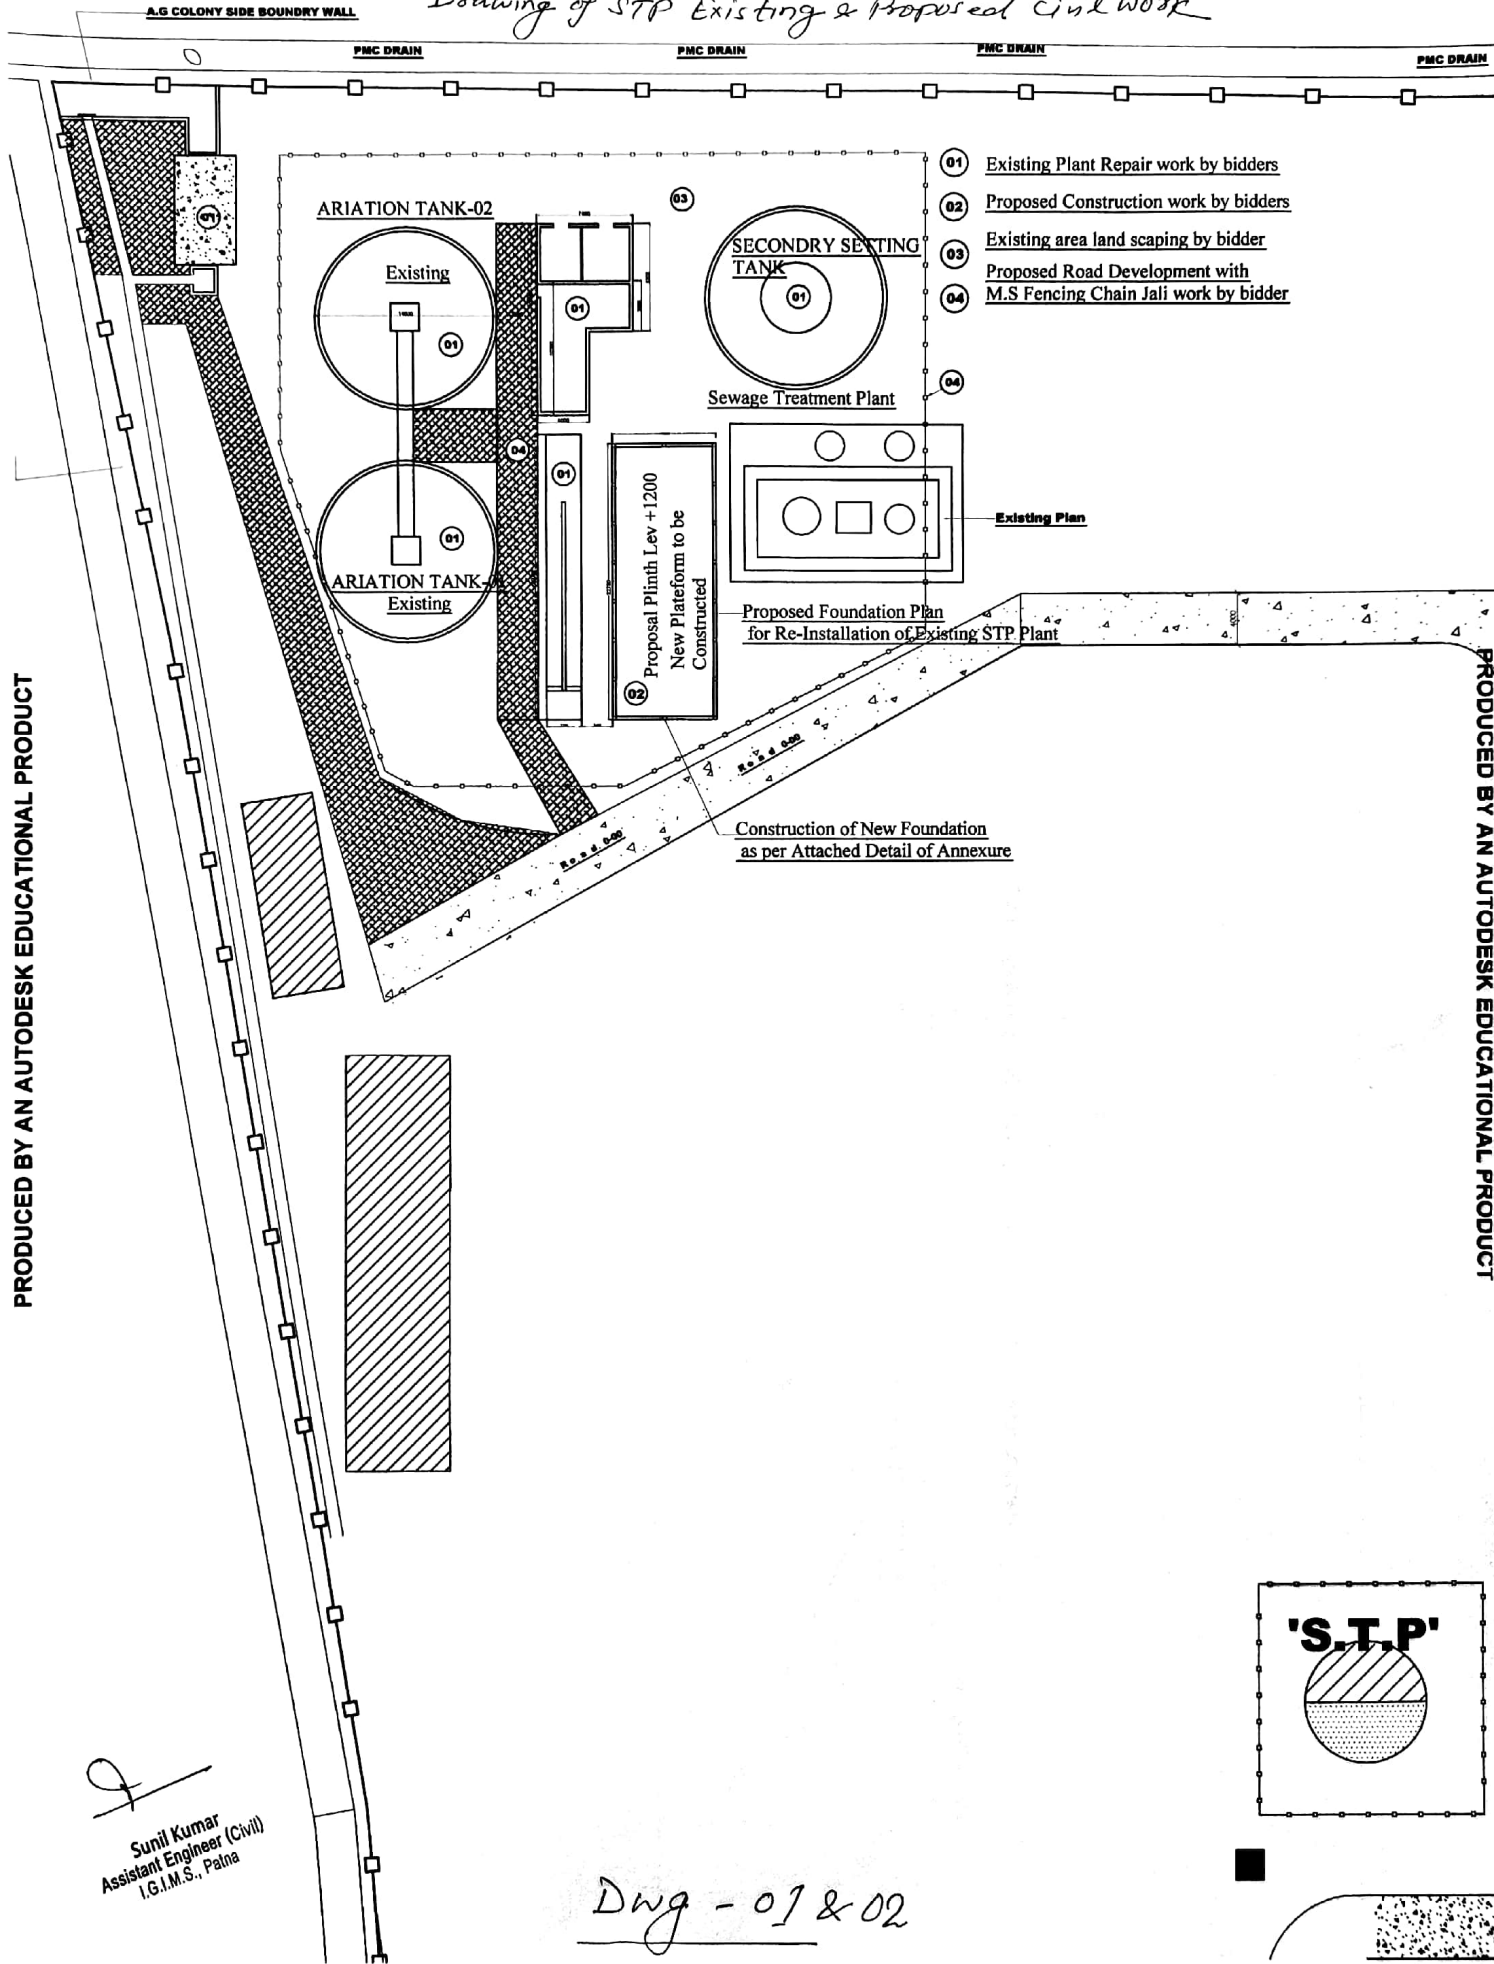 Drawing of STP Existing & Proposed Civil Work
A.G COLONY SIDE BOUNDRY WALL
PMC DRAIN
PMC DRAIN
PMC DRAIN
PMC DRAIN
01 Existing Plant Repair work by bidders
02 Proposed Construction work by bidders
03 Existing area land scaping by bidder
04 Proposed Road Development with
M.S Fencing Chain Jali work by bidder
03
ARIATION TANK-02
Existing
01
01
01
SECONDRY SETTING
TANK
01
Sewage Treatment Plant
04
04
01
01
ARIATION TANK-
Existing
Proposal Plinth Lev +1200
New Plateform to be
Constructed
02
Existing Plan
Proposed Foundation Plan
for Re-Installation of Existing STP Plant
Road 0-00
Road 0-00
Construction of New Foundation
as per Attached Detail of Annexure
PRODUCED BY AN AUTODESK EDUCATIONAL PRODUCT
PRODUCED BY AN AUTODESK EDUCATIONAL PRODUCT
'S.T.P'
Sunil Kumar
Assistant Engineer (Civil)
I.G.I.M.S., Patna
Dwg - 01 & 02